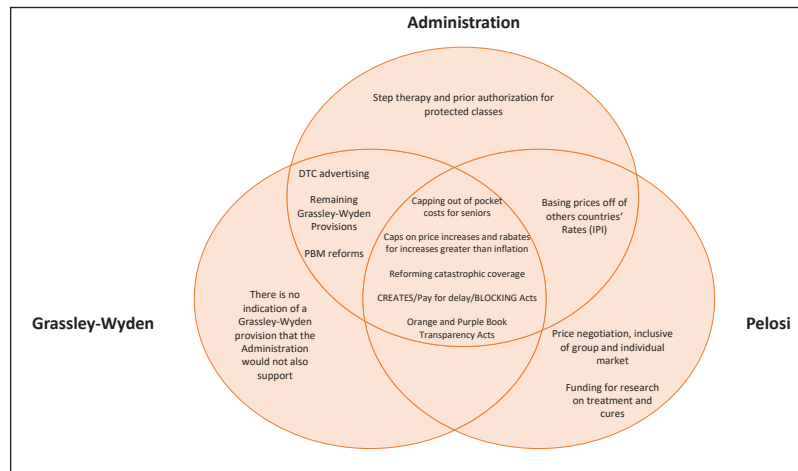 Administration
Step therapy and prior authorization for
protected classes
DTC advertising
Remaining
Grassley-Wyden
Provisions
PBM reforms
Capping out of pocket
costs for seniors
Caps on price increases and rabates
for increases greater than inflation
Reforming catastrophic coverage
CREATES/Pay for delay/BLOCKING Acts
Orange and Purple Book
Transparency Acts
Basing prices off of
others countries'
Rates (IPI)
Grassley-Wyden
There is no
indication of a
Grassley-Wyden
provision that the
Administration
would not also
support
Pelosi
Price negotiation, inclusive
of group and individual
market
Funding for research
on treatment and
cures